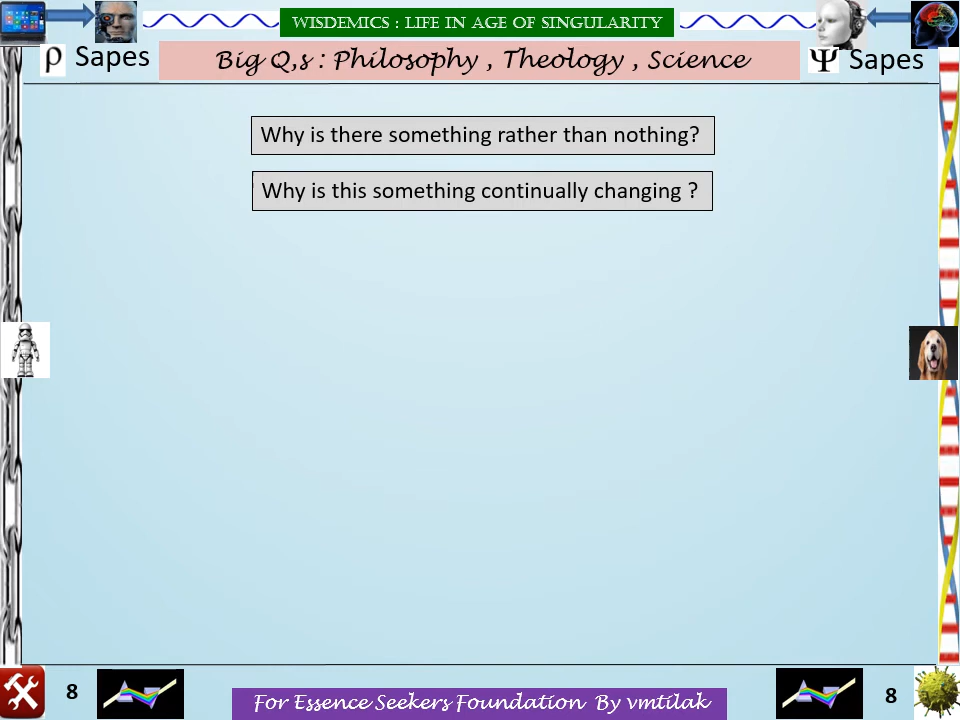 WISDEMICS : LIFE IN AGE OF SINGULARITY
ρ Sapes
Big Q,s : Philosophy , Theology , Science
Ψ Sapes
Why is there something rather than nothing?
Why is this something continually changing ?
8
For Essence Seekers Foundation By vmtilak
8